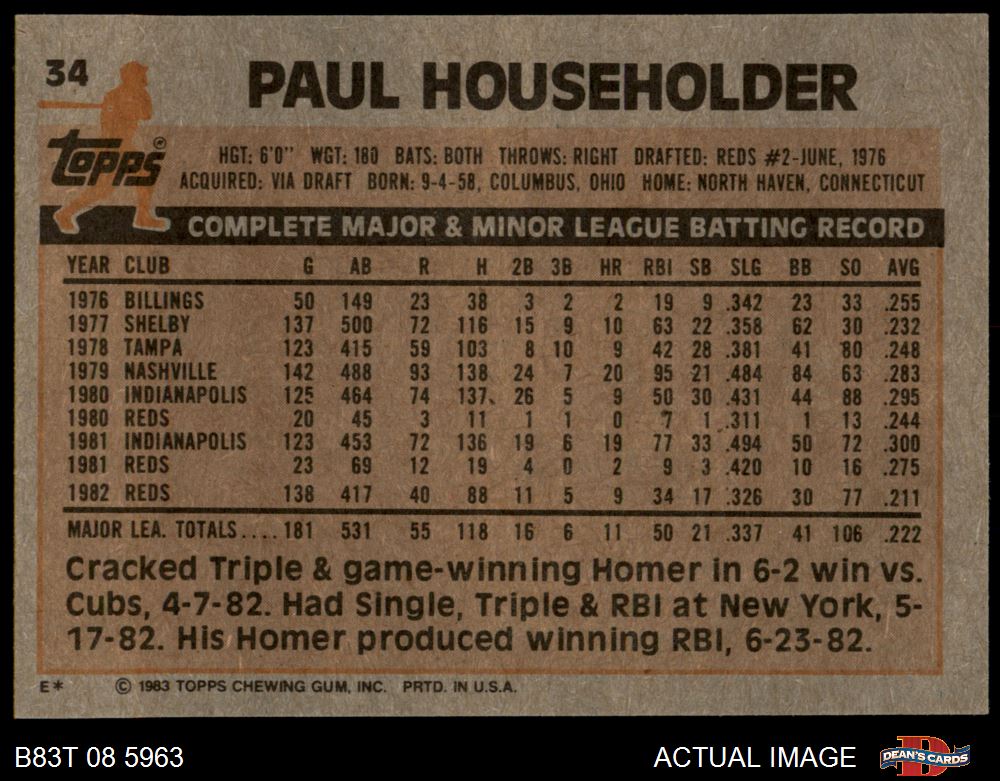 34
PAUL HOUSEHOLDER
Topps
HGT: 6'0" WGT: 180 BATS: BOTH THROWS: RIGHT DRAFTED: REDS #2-JUNE, 1976
ACQUIRED: VIA DRAFT BORN: 9-4-58, COLUMBUS, OHIO HOME: NORTH HAVEN, CONNECTICUT
COMPLETE MAJOR & MINOR LEAGUE BATTING RECORD
YEAR CLUB G AB R H 2B 3B HR RBI SB SLG BB SO AVG
1976 BILLINGS 50 149 23 38 3 2 2 19 9 .342 23 33 .255
1977 SHELBY 137 500 72 116 15 9 10 63 22 .358 62 30 .232
1978 TAMPA 123 415 59 103 8 10 9 42 28 .381 41 80 .248
1979 NASHVILLE 142 488 93 138 24 7 20 95 21 .484 84 63 .283
1980 INDIANAPOLIS 125 464 74 137 26 5 9 50 30 .431 44 88 .295
1980 REDS 20 45 3 11 1 1 0 7 1 .311 1 13 .244
1981 INDIANAPOLIS 123 453 72 136 19 6 19 77 33 .494 50 72 .300
1981 REDS 23 69 12 19 4 0 2 9 3 .420 10 16 .275
1982 REDS 138 417 40 88 11 5 9 34 17 .326 30 77 .211
MAJOR LEA. TOTALS.... 181 531 55 118 16 6 11 50 21 .337 41 106 .222
Cracked Triple & game-winning Homer in 6-2 win vs.
Cubs, 4-7-82. Had Single, Triple & RBI at New York, 5-
17-82. His Homer produced winning RBI, 6-23-82.
E* © 1983 TOPPS CHEWING GUM, INC. PRTD. IN U.S.A.
B83T 08 5963 ACTUAL IMAGE DEAN'S CARDS